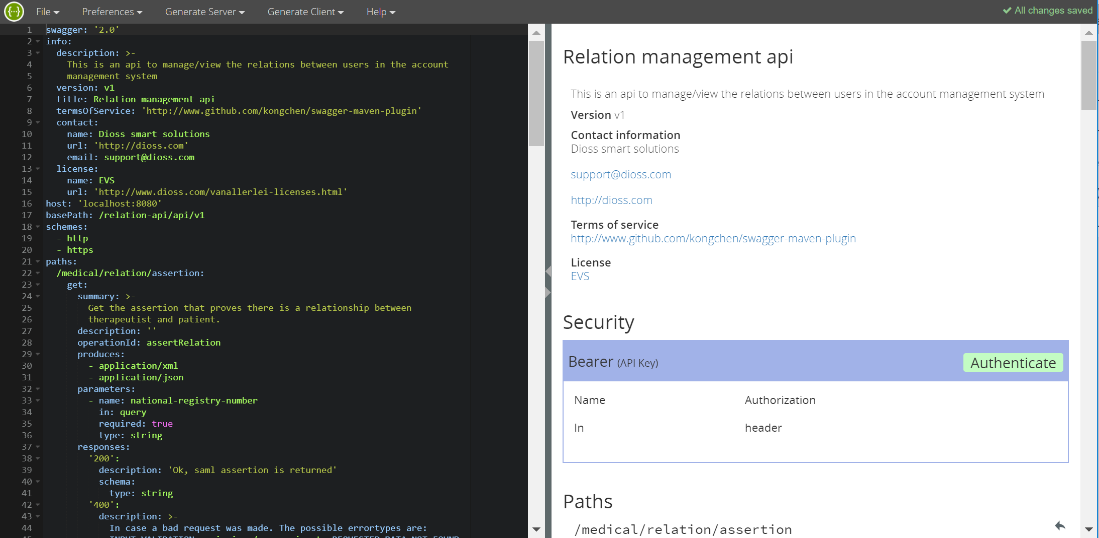 File Preferences Generate Server Generate Client Help All changes saved
1 swagger: '2.0'
2 info:
3 description: >-
4 This is an api to manage/view the relations between users in the account
5 management system
6 version: v1
7 title: Relation management api
8 termsOfService: 'http://www.github.com/kongchen/swagger-maven-plugin'
9 contact:
10 name: Dioss smart solutions
11 url: 'http://dioss.com'
12 email: support@dioss.com
13 license:
14 name: EVS
15 url: 'http://www.dioss.com/vanallerlei-licenses.html'
16 host: 'localhost:8080'
17 basePath: /relation-api/api/v1
18 schemes:
19 - http
20 - https
21 paths:
22 /medical/relation/assertion:
23 get:
24 summary: >
25 Get the assertion that proves there is a relationship between
26 therapeutist and patient.
27 description: ''
28 operationId: assertRelation
29 produces:
30 - application/xml
31 - application/json
32 parameters:
33 - name: national-registry-number
34 in: query
35 required: true
36 type: string
37 responses:
38 '200':
39 description: 'Ok, saml assertion is returned'
40 schema:
41 type: string
42 '400':
43 description: >-
44 In case a bad request was made. The possible errortypes are:
Relation management api
This is an api to manage/view the relations between users in the account management system
Version v1
Contact information
Dioss smart solutions
support@dioss.com
http://dioss.com
Terms of service
http://www.github.com/kongchen/swagger-maven-plugin
License
EVS
Security
Bearer (API Key) Authenticate
Name Authorization
In header
Paths
/medical/relation/assertion